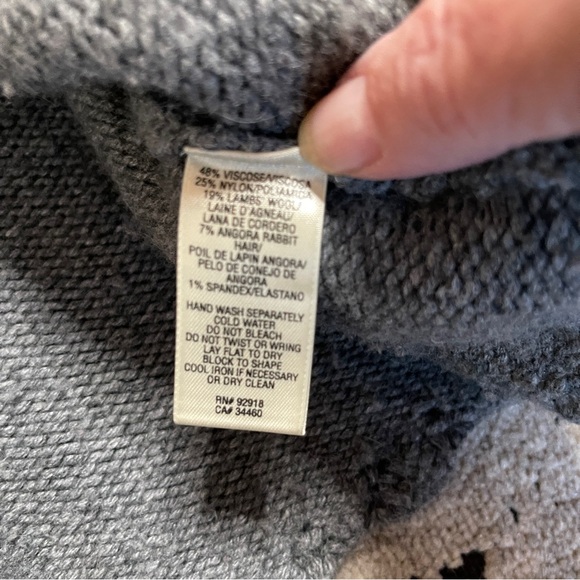 48% VISCOSE/VISCOSA
25% NYLON/POLIAMIDA
19% LAMBS' WOOL/
LAINE D'AGNEAU/
LANA DE CORDERO
7% ANGORA RABBIT
HAIR/
POIL DE LAPIN ANGORA/
PELO DE CONEJO DE
ANGORA
1% SPANDEX/ELASTANO
HAND WASH SEPARATELY
COLD WATER
DO NOT BLEACH
DO NOT TWIST OR WRING
LAY FLAT TO DRY
BLOCK TO SHAPE
COOL IRON IF NECESSARY
OR DRY CLEAN
RN# 92918
CA# 34460